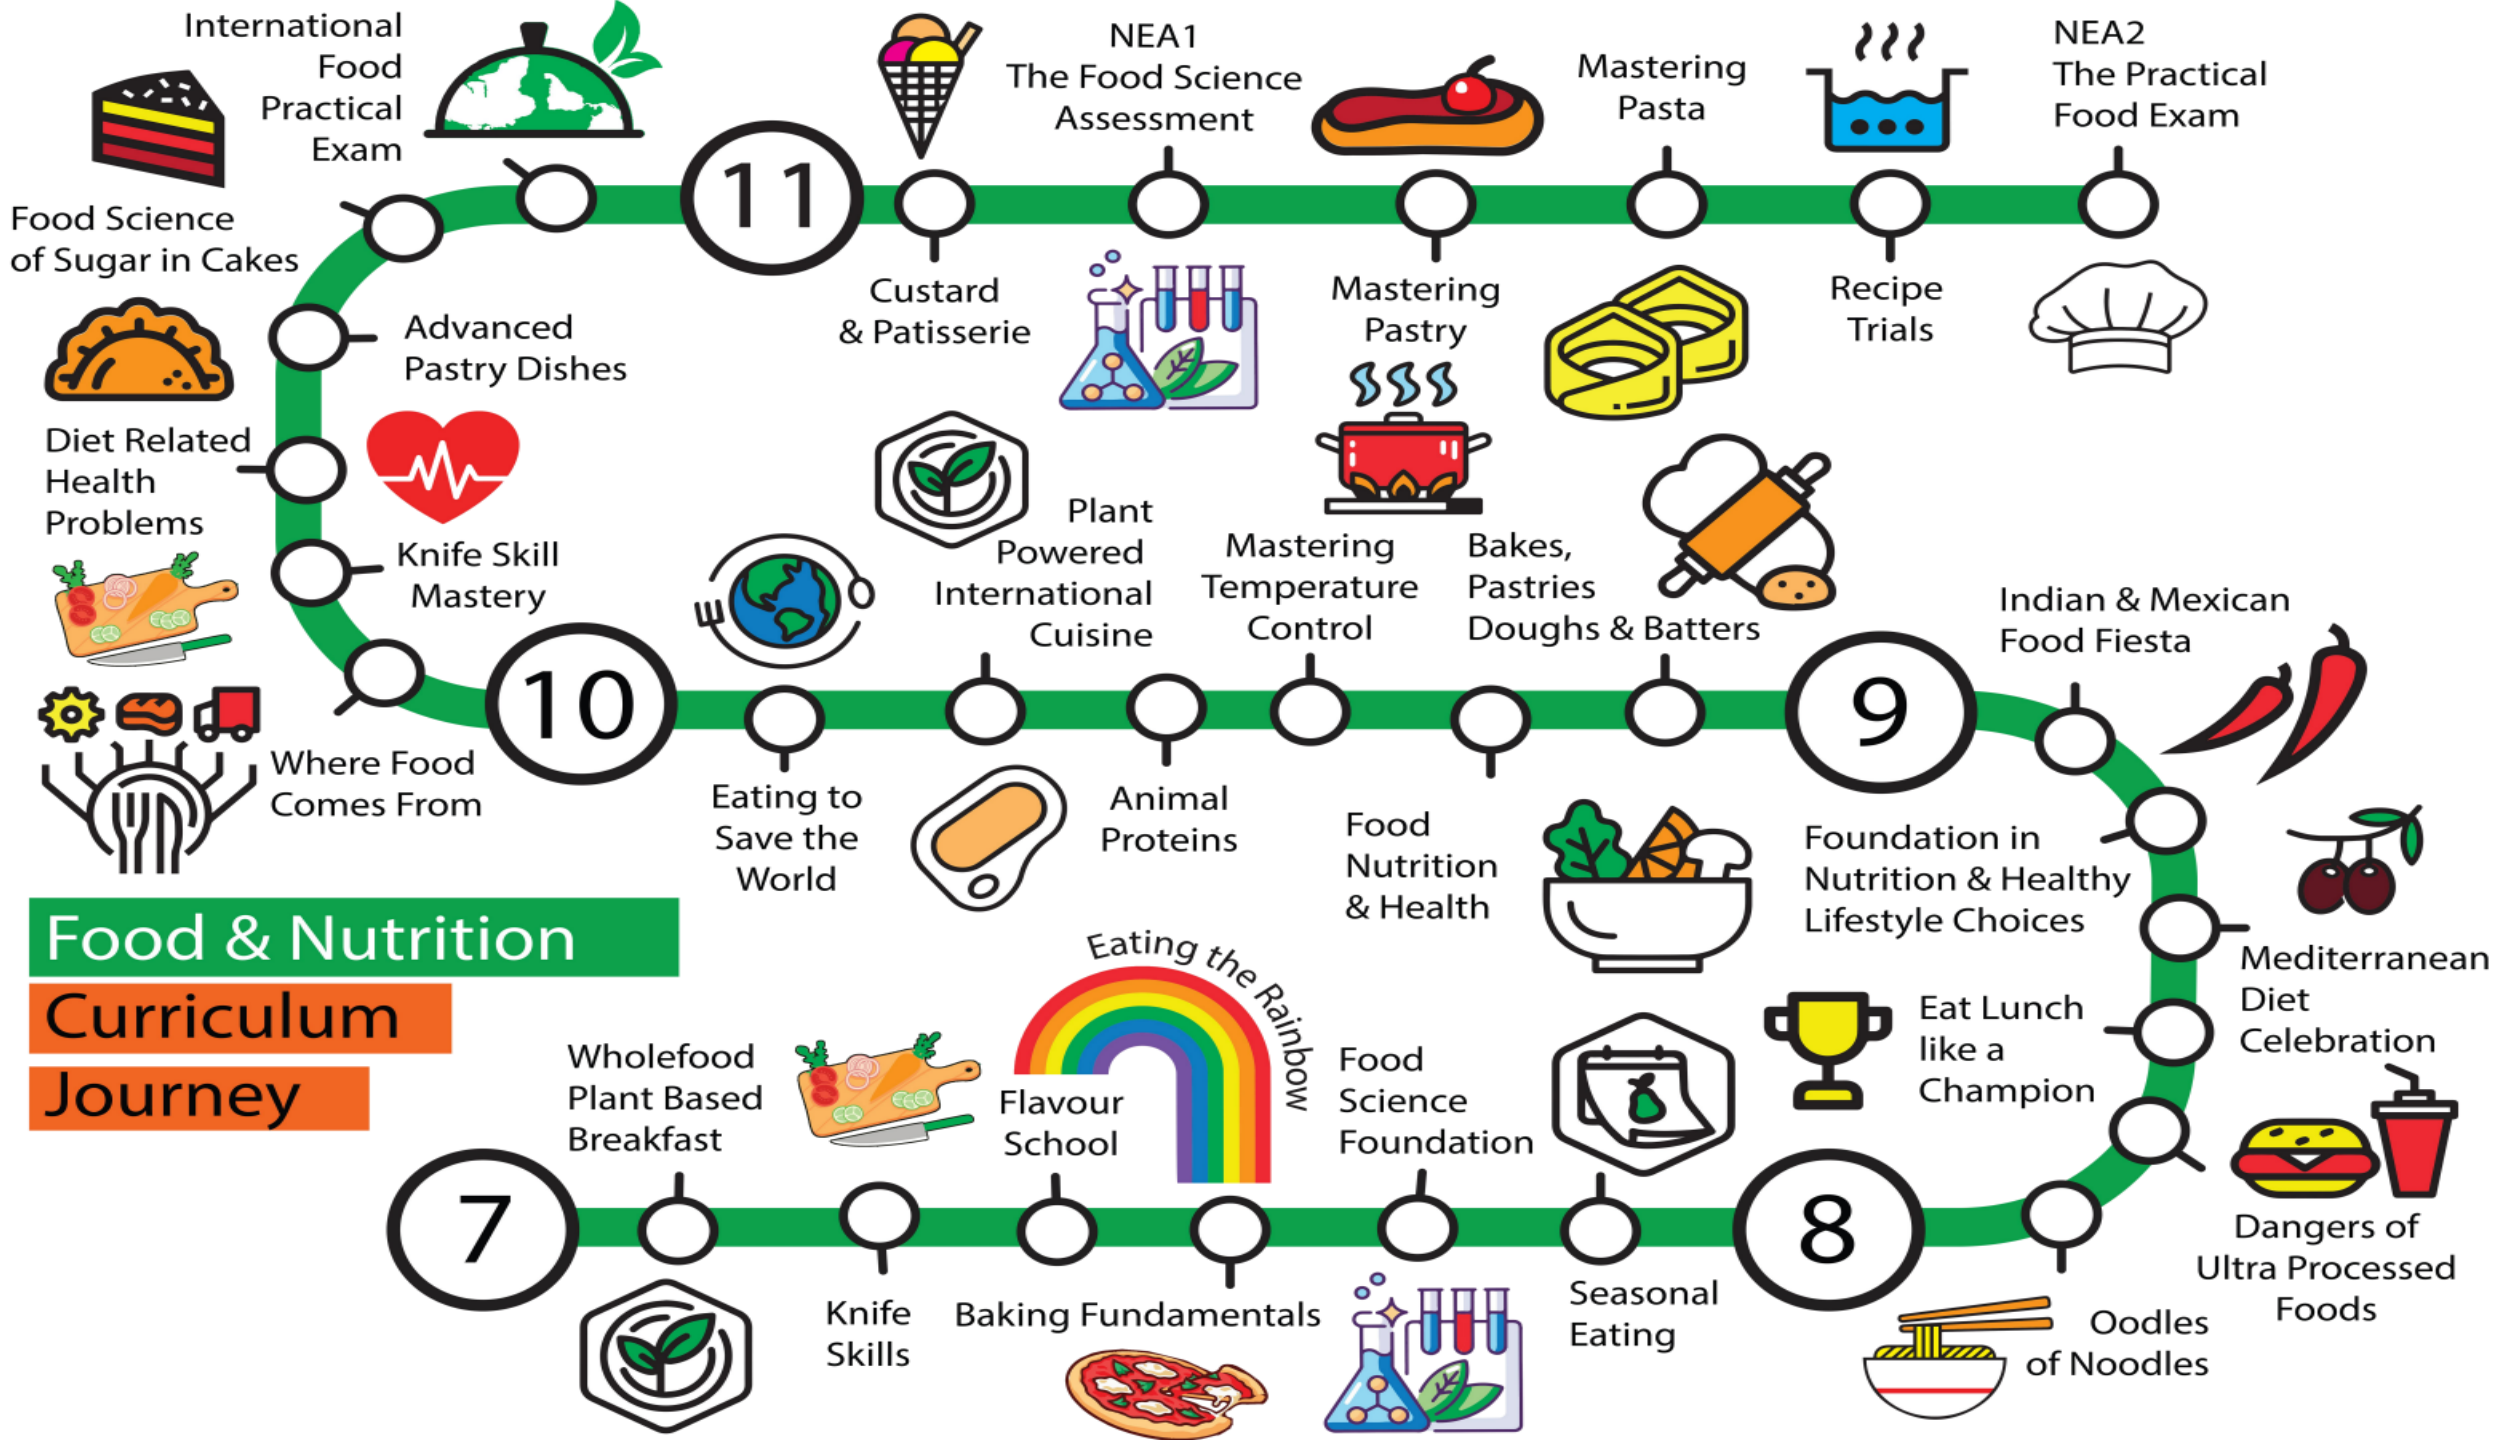 International
Food
Practical
Exam
NEA1
The Food Science
Assessment
Mastering
Pasta
NEA2
The Practical
Food Exam
11
Food Science
of Sugar in Cakes
Custard
& Patisserie
Mastering
Pastry
Recipe
Trials
Advanced
Pastry Dishes
Diet Related
Health
Problems
Knife Skill
Mastery
Plant
Powered
International
Cuisine
Mastering
Temperature
Control
Bakes,
Pastries
Doughs & Batters
Indian & Mexican
Food Fiesta
10
9
Where Food
Comes From
Eating to
Save the
World
Animal
Proteins
Food
Nutrition
& Health
Foundation in
Nutrition & Healthy
Lifestyle Choices
Mediterranean
Diet
Celebration
Food & Nutrition
Curriculum
Journey
Eating the Rainbow
Eat Lunch
like a
Champion
Wholefood
Plant Based
Breakfast
Flavour
School
Food
Science
Foundation
7
8
Knife
Skills
Baking Fundamentals
Seasonal
Eating
Oodles
of Noodles
Dangers of
Ultra Processed
Foods